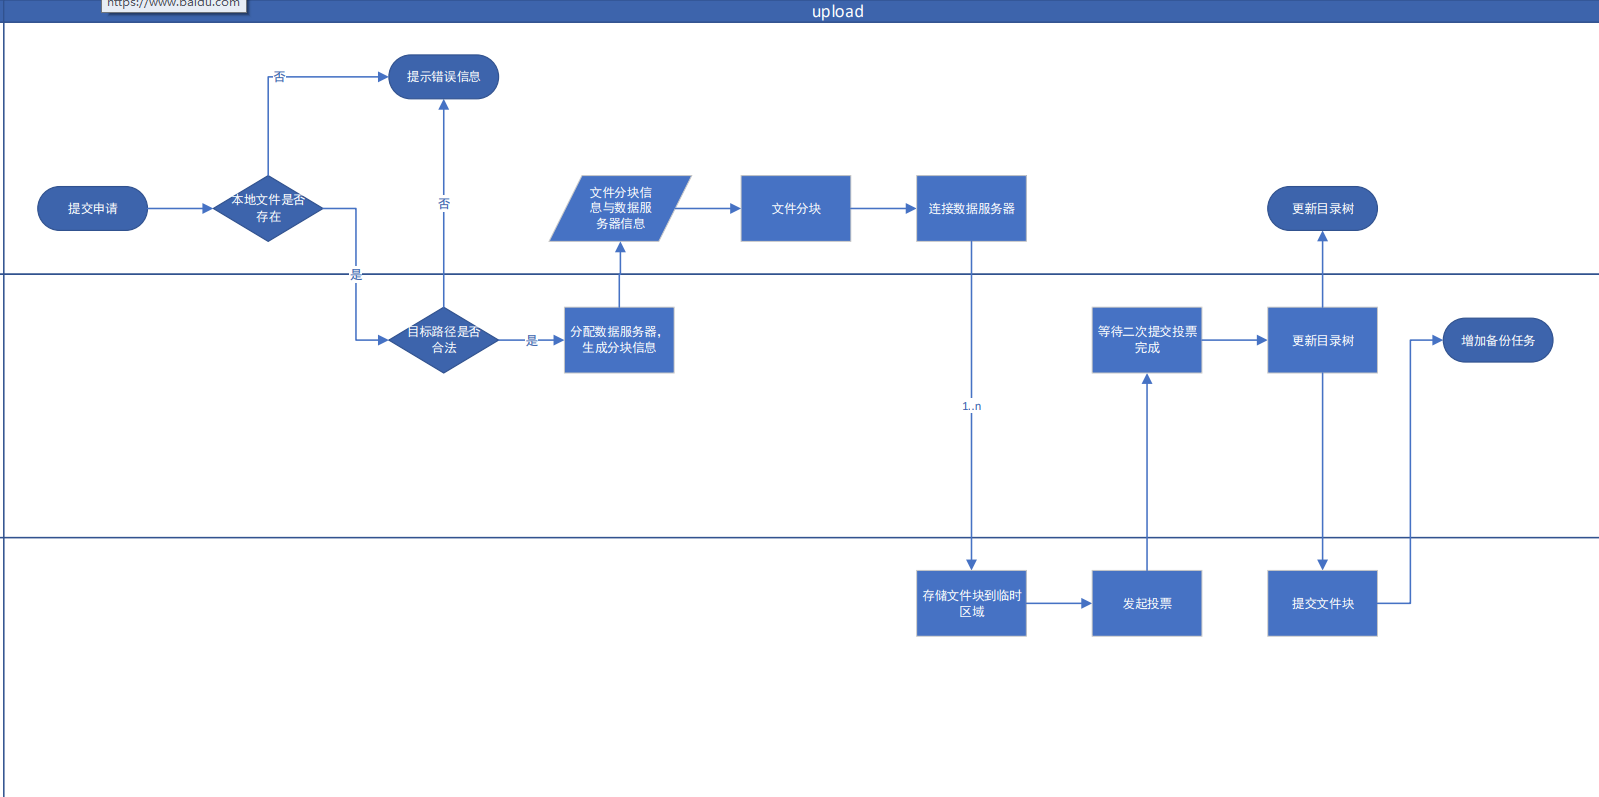 https://www.baidu.com
upload
否
提示错误信息
提交申请
本地文件是否
存在
否
文件分块信
息与数据服
务器信息
文件分块
连接数据服务器
更新目录树
是
目标路径是否
合法
是
分配数据服务器，
生成分块信息
等待二次提交投票
完成
更新目录树
增加备份任务
1..n
存储文件块到临时
区域
发起投票
提交文件块